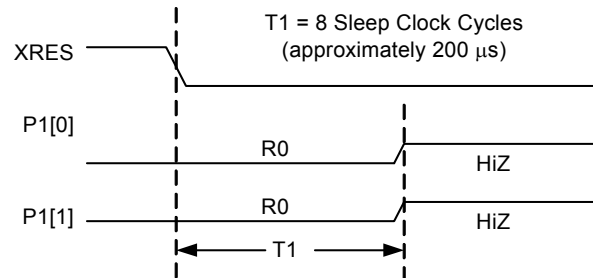 T1 = 8 Sleep Clock Cycles
(approximately 200 μs)
XRES
P1[0]
R0
HiZ
P1[1]
R0
HiZ
T1